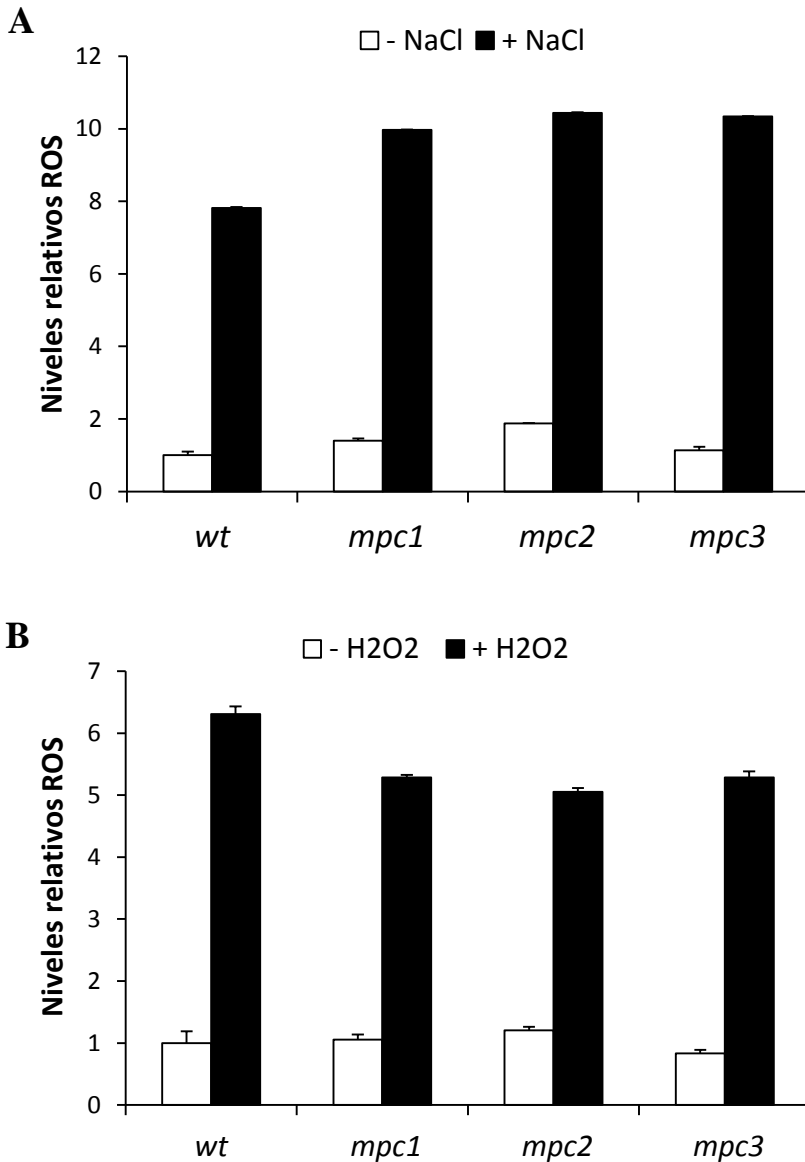 A
- NaCl + NaCl
Niveles relativos ROS
12
10
8
6
4
2
0
wt mpc1 mpc2 mpc3
B
- H2O2 + H2O2
Niveles relativos ROS
7
6
5
4
3
2
1
0
wt mpc1 mpc2 mpc3